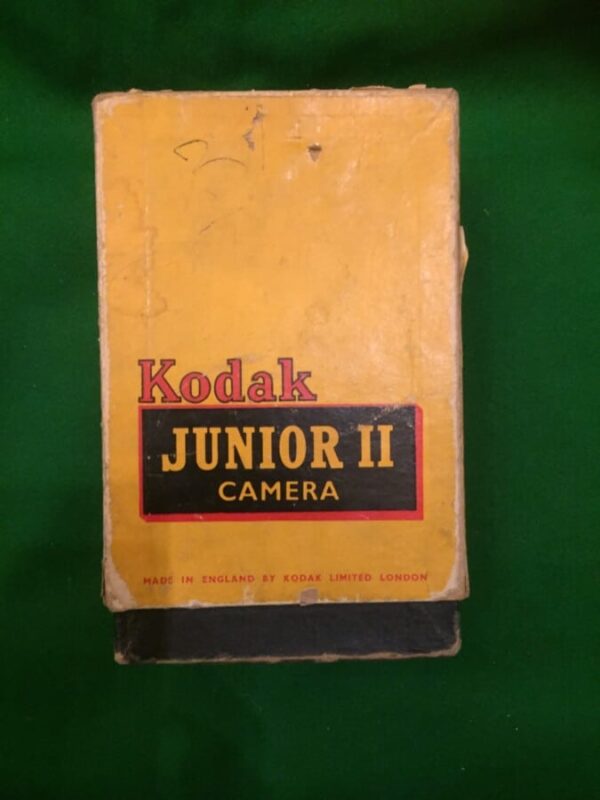 Kodak
JUNIOR II
CAMERA
MADE IN ENGLAND BY KODAK LIMITED LONDON